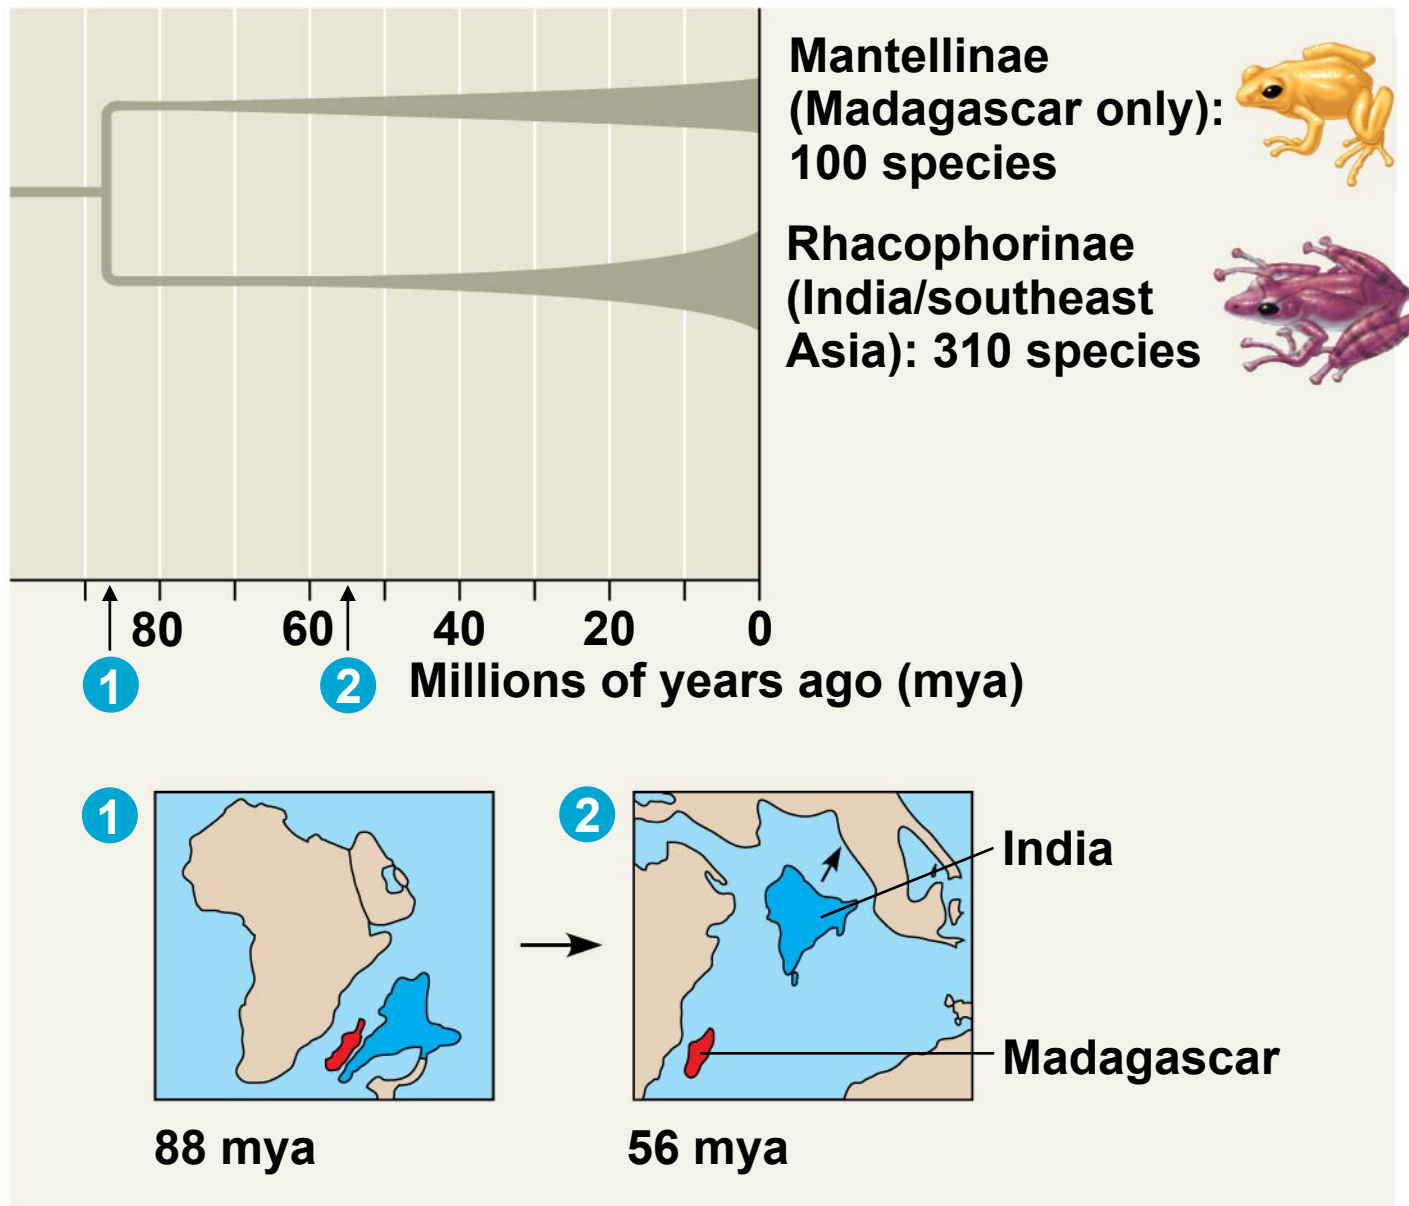 Mantellinae
(Madagascar only):
100 species
Rhacophorinae
(India/southeast
Asia): 310 species
80 60 40 20 0
1 2 Millions of years ago (mya)
1 2
India
Madagascar
88 mya 56 mya